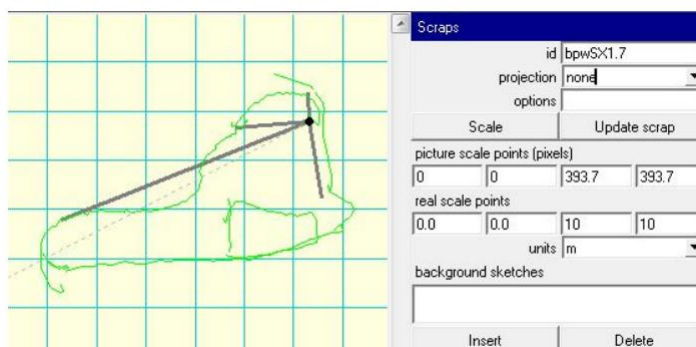 Scraps
id bpwSX1.7
projection none
options
Scale Update scrap
picture scale points (pixels)
0 0 393.7 393.7
real scale points
0.0 0.0 10 10
units m
background sketches
Insert Delete